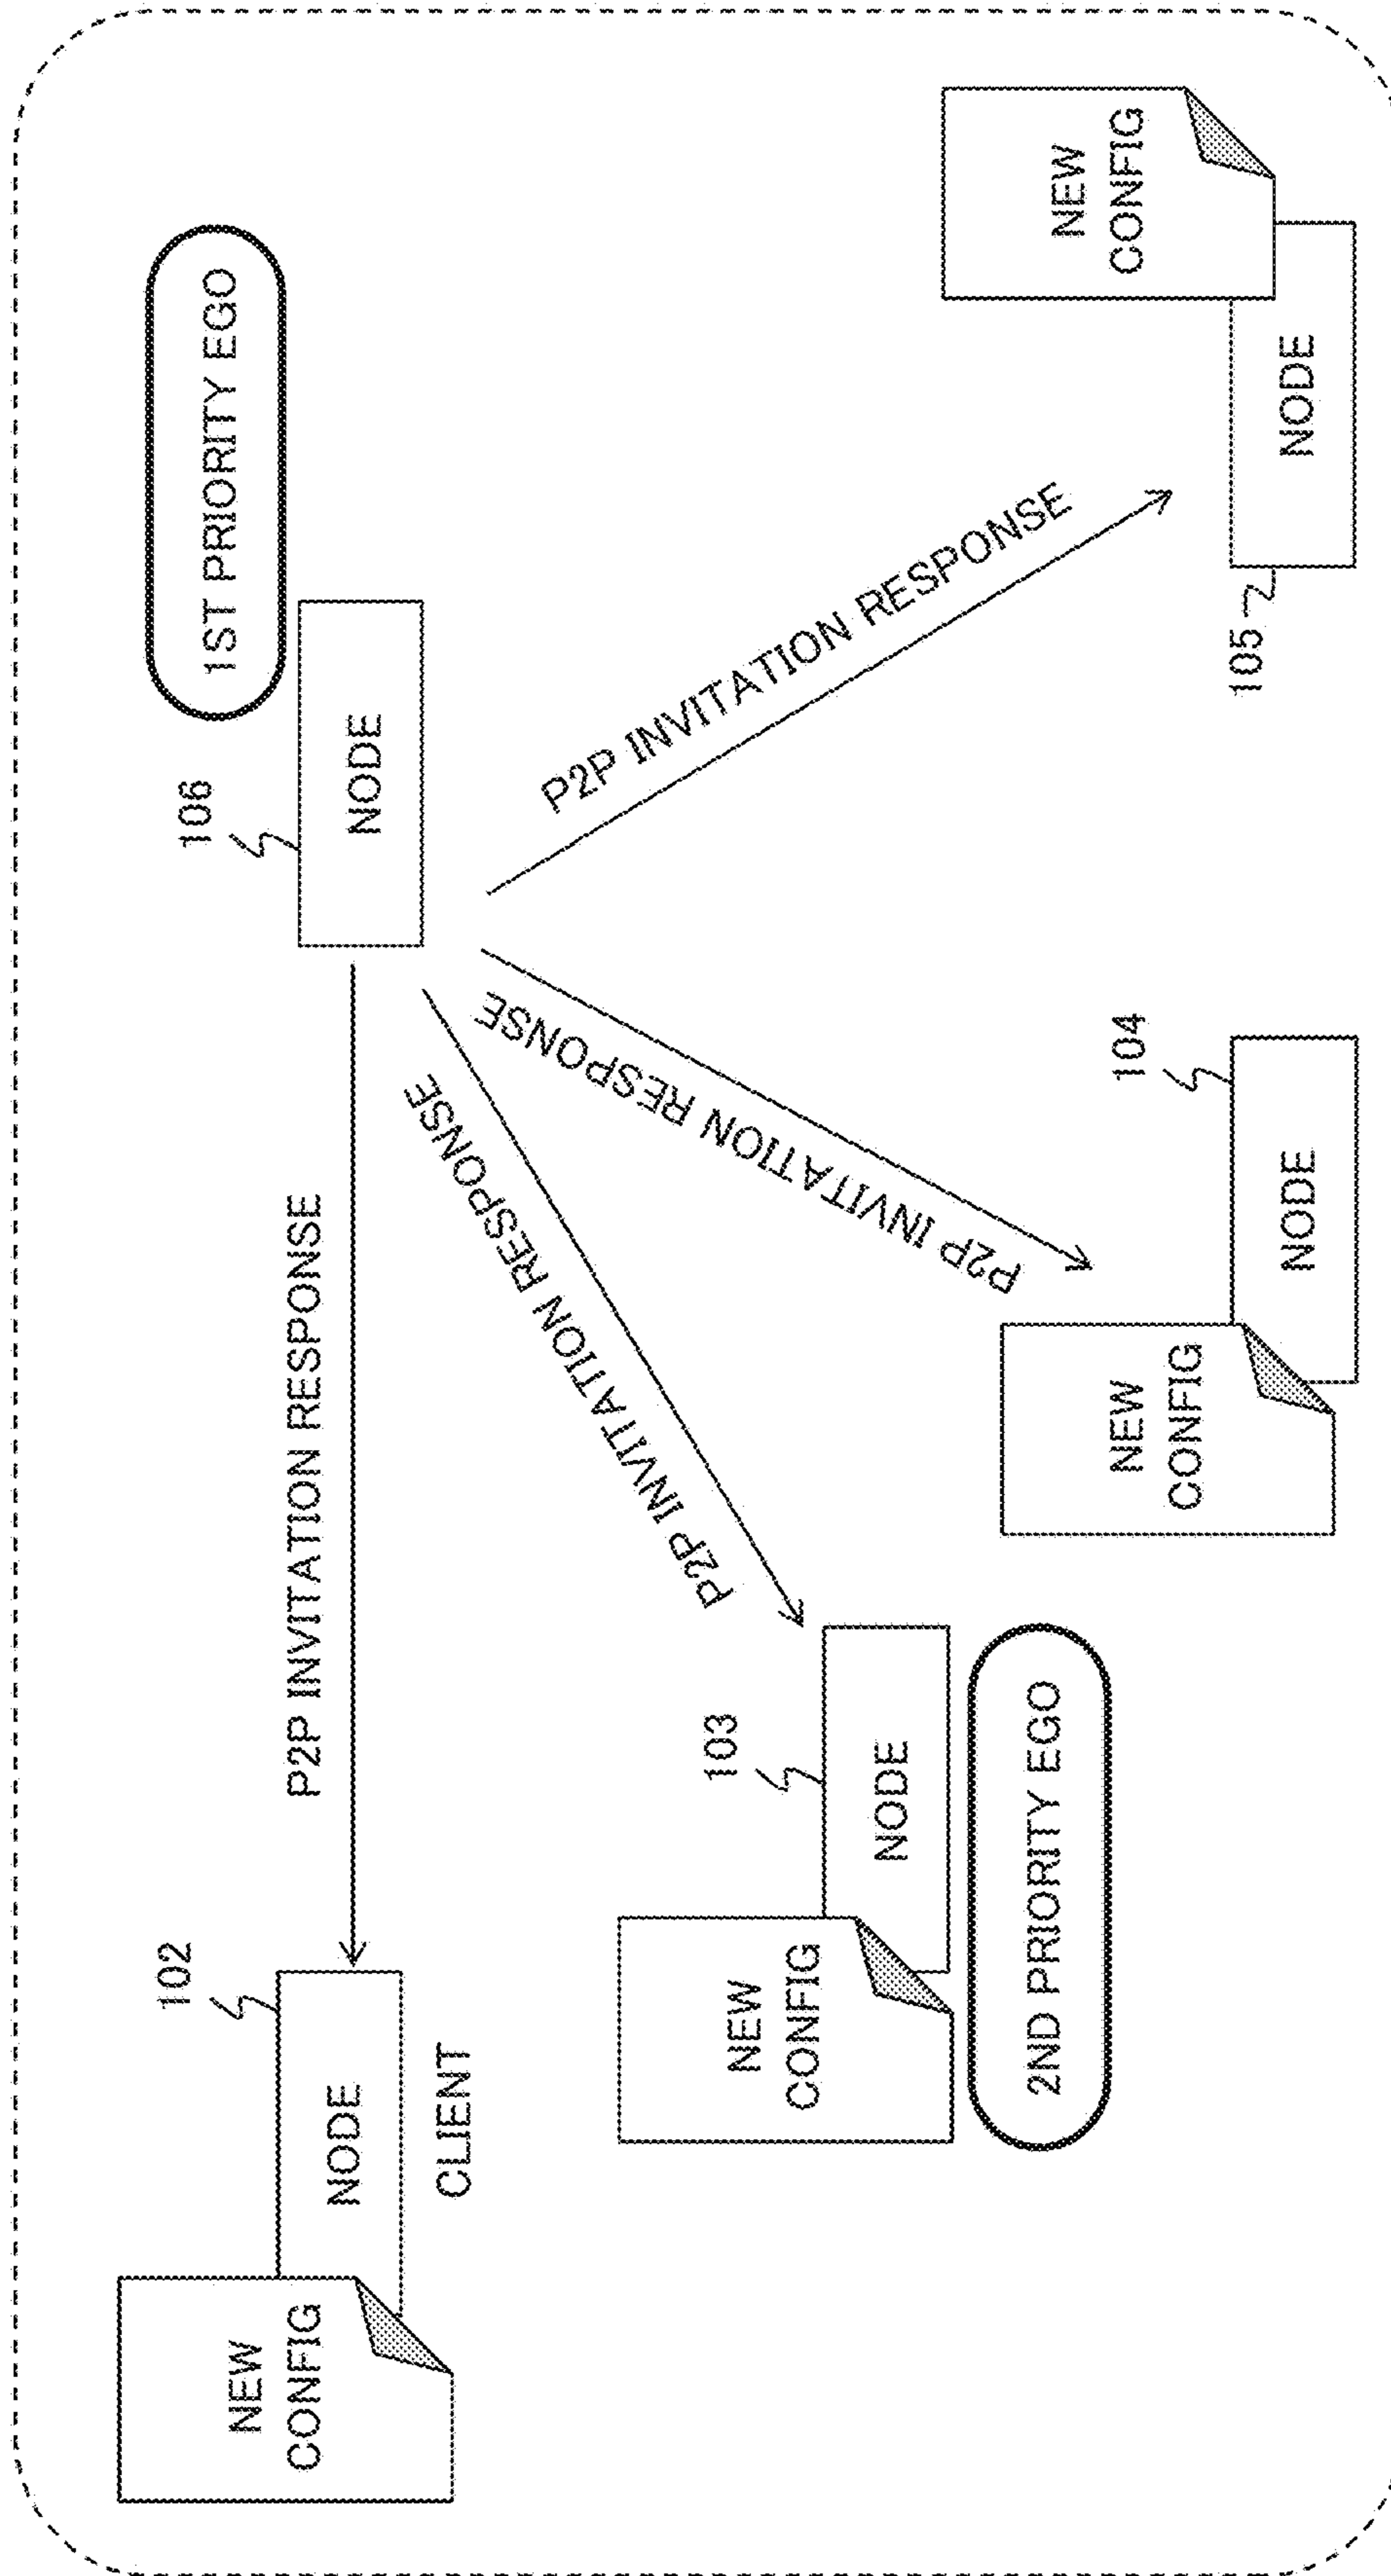 1ST PRIORITY EGO
106
NODE
102
NODE
CLIENT
NEW
CONFIG
P2P INVITATION RESPONSE
P2P INVITATION RESPONSE
P2P INVITATION RESPONSE
P2P INVITATION RESPONSE
103
NODE
NEW
CONFIG
2ND PRIORITY EGO
104
NODE
NEW
CONFIG
105
NODE
NEW
CONFIG